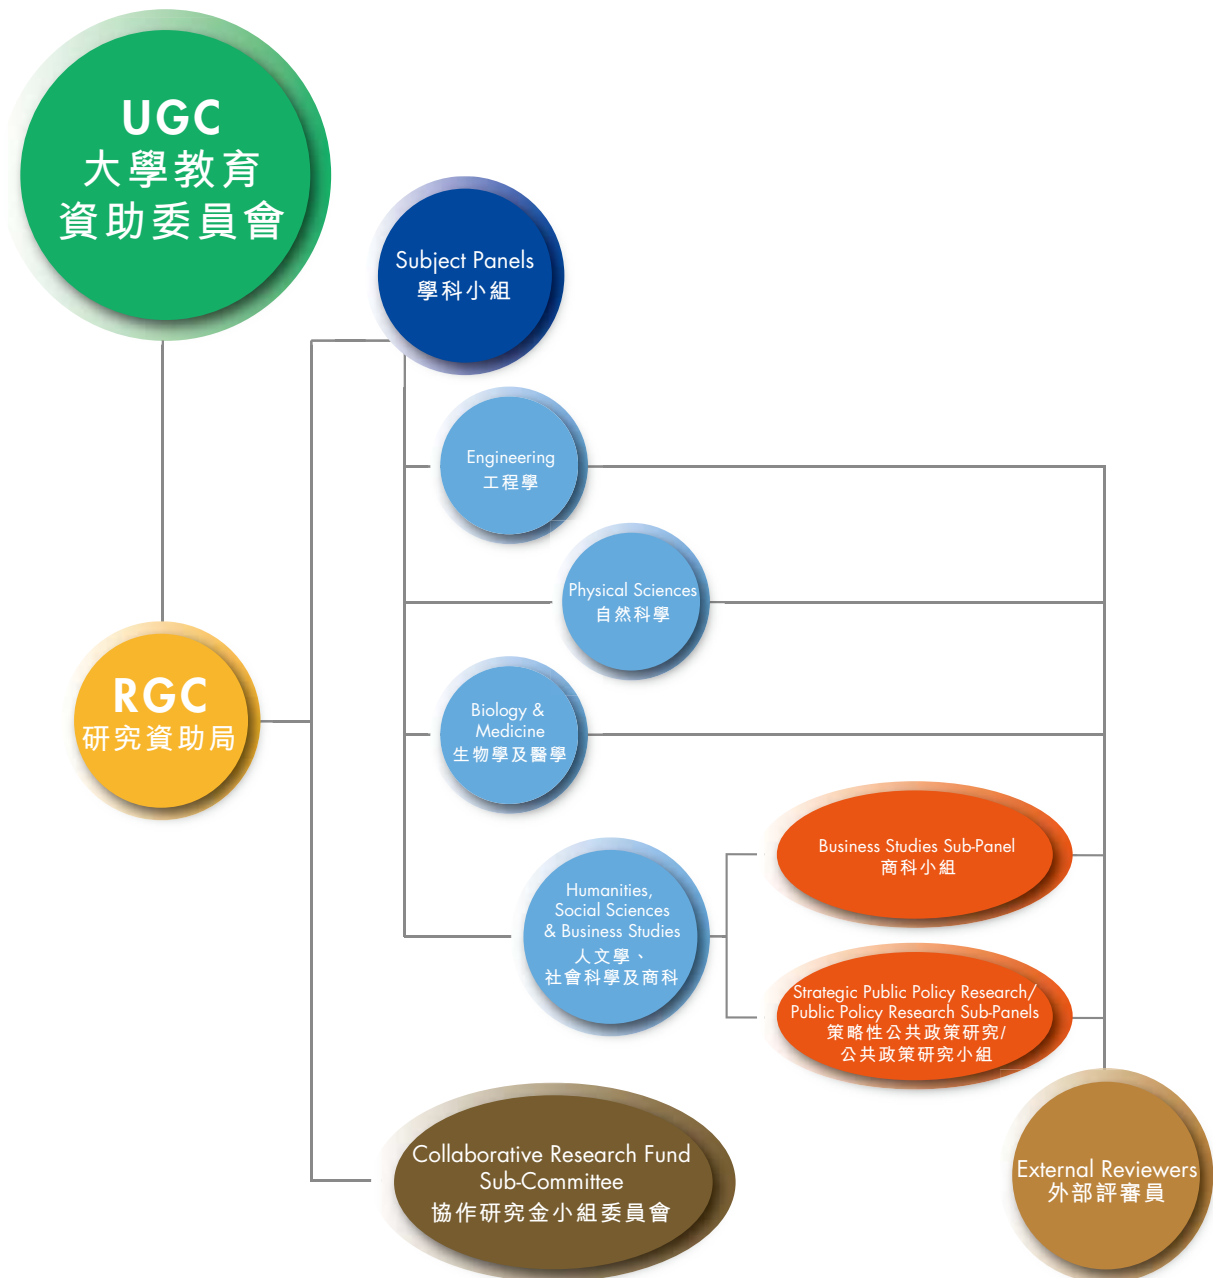 UGC
大學教育
資助委員會
Subject Panels
學科小組
Engineering
工程學
Physical Sciences
自然科學
RGC
研究資助局
Biology &
Medicine
生物學及醫學
Business Studies Sub-Panel
商科小組
Humanities,
Social Sciences
& Business Studies
人文學、
社會科學及商科
Strategic Public Policy Research/
Public Policy Research Sub-Panels
策略性公共政策研究/
公共政策研究小組
Collaborative Research Fund
Sub-Committee
協作研究金小組委員會
External Reviewers
外部評審員